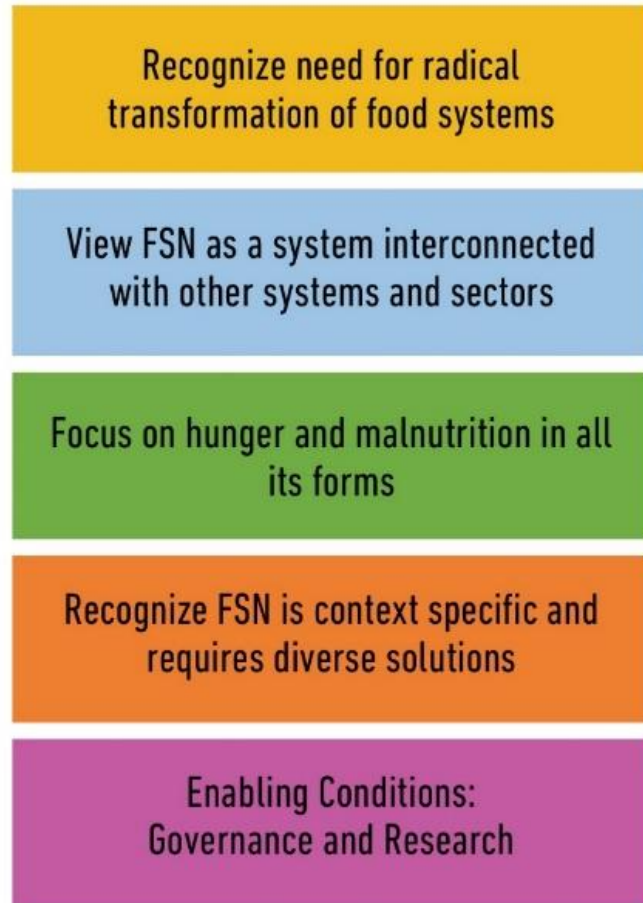 Recognize need for radical
transformation of food systems
View FSN as a system interconnected
with other systems and sectors
Focus on hunger and malnutrition in all
its forms
Recognize FSN is context specific and
requires diverse solutions
Enabling Conditions:
Governance and Research